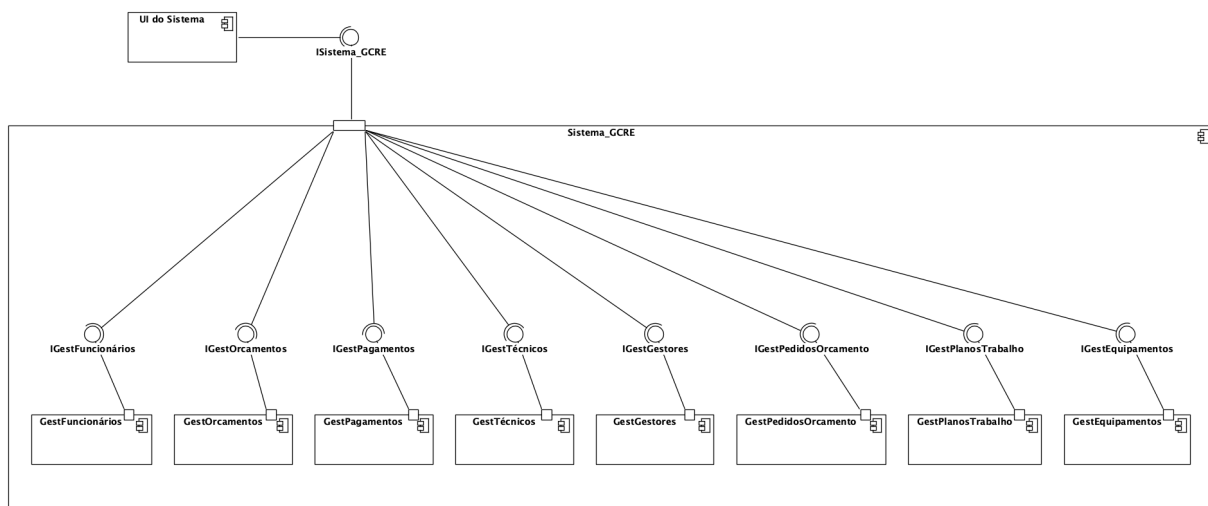 UI do Sistema
ISistema_GCRE
Sistema_GCRE
IGestFuncionários
IGestOrcamentos
IGestPagamentos
IGestTécnicos
IGestGestores
IGestPedidosOrcamento
IGestPlanosTrabalho
IGestEquipamentos
GestFuncionários
GestOrcamentos
GestPagamentos
GestTécnicos
GestGestores
GestPedidosOrcamento
GestPlanosTrabalho
GestEquipamentos